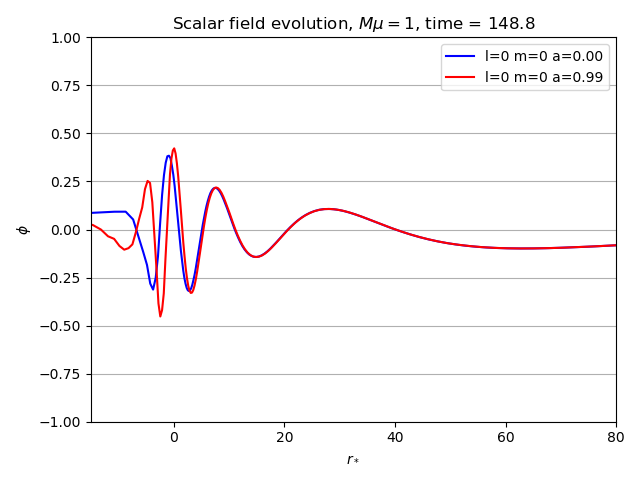 Scalar field evolution, $M\mu = 1$, time = 148.8
1.00
0.75
0.50
0.25
0.00
−0.25
−0.50
−0.75
−1.00
ϕ
l=0 m=0 a=0.00
l=0 m=0 a=0.99
0 20 40 60 80
r*